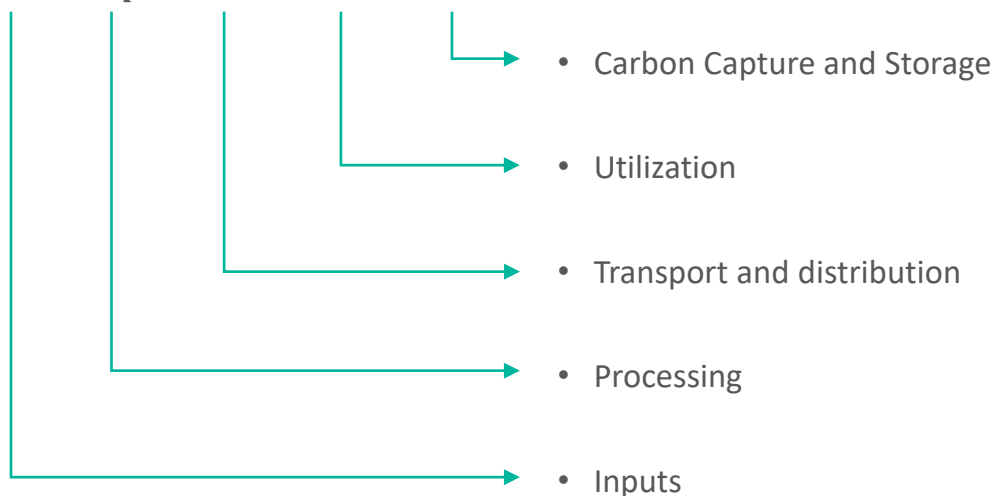 • Carbon Capture and Storage
• Utilization
• Transport and distribution
• Processing
• Inputs